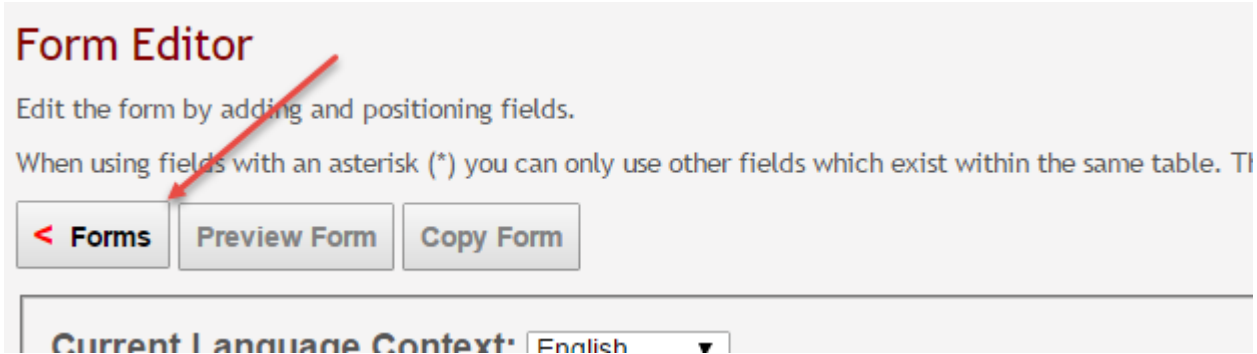 Form Editor
Edit the form by adding and positioning fields.
When using fields with an asterisk (*) you can only use other fields which exist within the same table.
< Forms Preview Form Copy Form
Current Language Context: English ▼